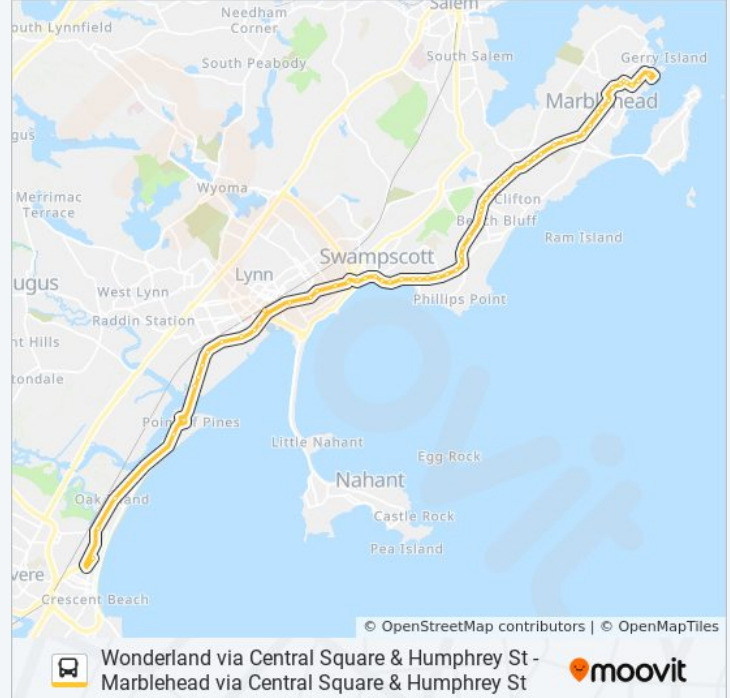 Salem
Needham
Corner
outh Lynnfield
South Salem
Gerry Island
South Peabody
Marblehead
gus
Wyoma
Merrimac
Terrace
Clifton
Beach Bluff
Ram Island
Swampscott
Lynn
ugus
West Lynn
Phillips Point
Raddin Station
nt Hills
tondale
Point of Pines
Little Nahant
Egg Rock
Nahant
Oak Island
Castle Rock
Pea Island
vere
Crescent Beach
© OpenStreetMap contributors | © OpenMapTiles
Wonderland via Central Square & Humphrey St -
Marblehead via Central Square & Humphrey St
moovit